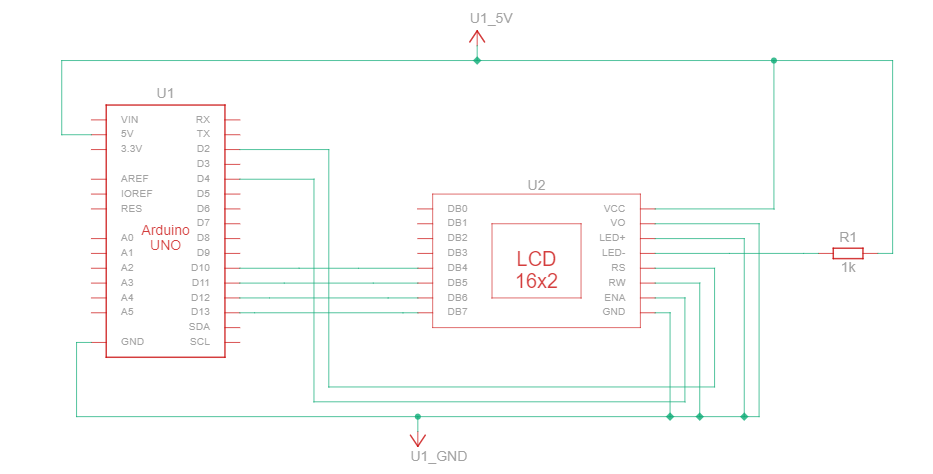 U1_5V
U1
VIN
5V
3.3V
AREF
IOREF
RES
A0
A1
A2
A3
A4
A5
GND
Arduino
UNO
RX
TX
D2
D3
D4
D5
D6
D7
D8
D9
D10
D11
D12
D13
SDA
SCL
U2
DB0
DB1
DB2
DB3
DB4
DB5
DB6
DB7
LCD
16x2
VCC
VO
LED+
LED-
RS
RW
ENA
GND
R1
1k
U1_GND